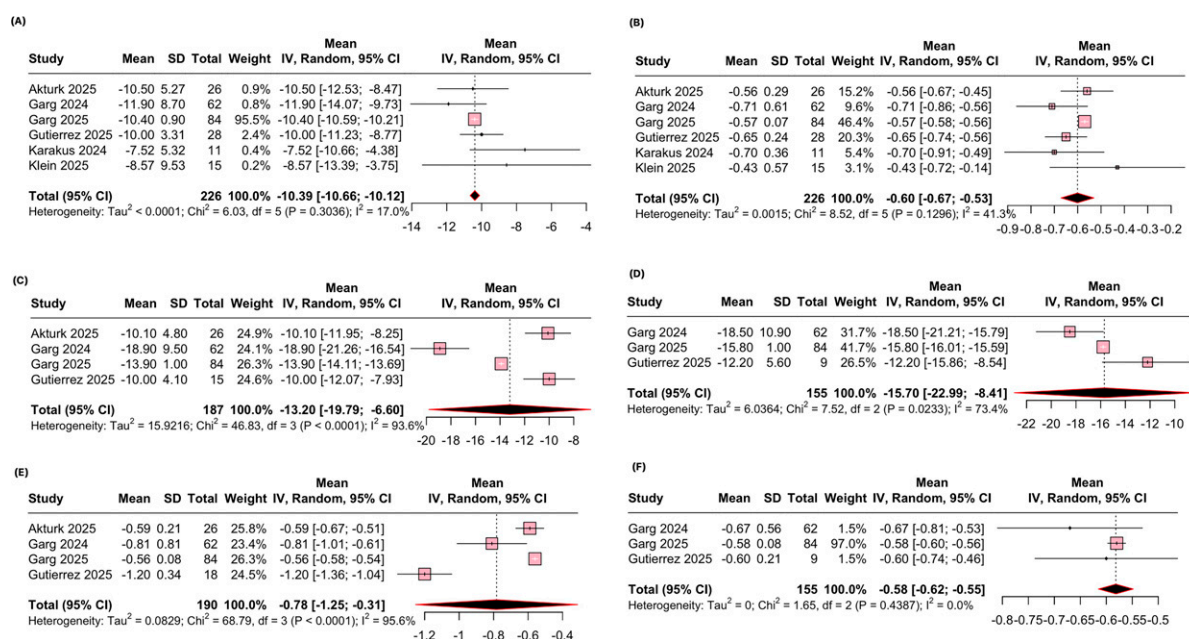 (A)
Mean Mean
Study Mean SD Total Weight IV, Random, 95% CI IV, Random, 95% CI
Akturk 2025 -10.50 5.27 26 0.9% -10.50 [-12.53; -8.47]
Garg 2024 -11.90 8.70 62 0.8% -11.90 [-14.07; -9.73]
Garg 2025 -10.40 0.90 84 95.5% -10.40 [-10.59; -10.21]
Gutierrez 2025 -10.00 3.31 28 2.4% -10.00 [-11.23; -8.77]
Karakus 2024 -7.52 5.32 11 0.4% -7.52 [-10.66; -4.38]
Klein 2025 -8.57 9.53 15 0.2% -8.57 [-13.39; -3.75]
Total (95% CI) 226 100.0% -10.39 [-10.66; -10.12]
Heterogeneity: Tau² < 0.0001; Chi² = 6.03, df = 5 (P = 0.3036); I² = 17.0%
-14 -12 -10 -8 -6 -4
(B)
Mean Mean
Study Mean SD Total Weight IV, Random, 95% CI IV, Random, 95% CI
Akturk 2025 -0.56 0.29 26 15.2% -0.56 [-0.67; -0.45]
Garg 2024 -0.71 0.61 62 9.6% -0.71 [-0.86; -0.56]
Garg 2025 -0.57 0.07 84 46.4% -0.57 [-0.58; -0.56]
Gutierrez 2025 -0.65 0.24 28 20.3% -0.65 [-0.74; -0.56]
Karakus 2024 -0.70 0.36 11 5.4% -0.70 [-0.91; -0.49]
Klein 2025 -0.43 0.57 15 3.1% -0.43 [-0.72; -0.14]
Total (95% CI) 226 100.0% -0.60 [-0.67; -0.53]
Heterogeneity: Tau² = 0.0015; Chi² = 8.52, df = 5 (P = 0.1296); I² = 41.3%
-0.9 -0.8 -0.7 -0.6 -0.5 -0.4 -0.3 -0.2
(C)
Mean Mean
Study Mean SD Total Weight IV, Random, 95% CI IV, Random, 95% CI
Akturk 2025 -10.10 4.80 26 24.9% -10.10 [-11.95; -8.25]
Garg 2024 -18.90 9.50 62 24.1% -18.90 [-21.26; -16.54]
Garg 2025 -13.90 1.00 84 26.3% -13.90 [-14.11; -13.69]
Gutierrez 2025 -10.00 4.10 15 24.6% -10.00 [-12.07; -7.93]
Total (95% CI) 187 100.0% -13.20 [-19.79; -6.60]
Heterogeneity: Tau² = 15.9216; Chi² = 46.83, df = 3 (P < 0.0001); I² = 93.6%
-20 -18 -16 -14 -12 -10 -8
(D)
Mean Mean
Study Mean SD Total Weight IV, Random, 95% CI IV, Random, 95% CI
Garg 2024 -18.50 10.90 62 31.7% -18.50 [-21.21; -15.79]
Garg 2025 -15.80 1.00 84 41.7% -15.80 [-16.01; -15.59]
Gutierrez 2025 -12.20 5.60 9 26.5% -12.20 [-15.86; -8.54]
Total (95% CI) 155 100.0% -15.70 [-22.99; -8.41]
Heterogeneity: Tau² = 6.0364; Chi² = 7.52, df = 2 (P = 0.0233); I² = 73.4%
-22 -20 -18 -16 -14 -12 -10
(E)
Mean Mean
Study Mean SD Total Weight IV, Random, 95% CI IV, Random, 95% CI
Akturk 2025 -0.59 0.21 26 25.8% -0.59 [-0.67; -0.51]
Garg 2024 -0.81 0.81 62 23.4% -0.81 [-1.01; -0.61]
Garg 2025 -0.56 0.08 84 26.3% -0.56 [-0.58; -0.54]
Gutierrez 2025 -1.20 0.34 18 24.5% -1.20 [-1.36; -1.04]
Total (95% CI) 190 100.0% -0.78 [-1.25; -0.31]
Heterogeneity: Tau² = 0.0829; Chi² = 68.79, df = 3 (P < 0.0001); I² = 95.6%
-1.2 -1 -0.8 -0.6 -0.4
(F)
Mean Mean
Study Mean SD Total Weight IV, Random, 95% CI IV, Random, 95% CI
Garg 2024 -0.67 0.56 62 1.5% -0.67 [-0.81; -0.53]
Garg 2025 -0.58 0.08 84 97.0% -0.58 [-0.60; -0.56]
Gutierrez 2025 -0.60 0.21 9 1.5% -0.60 [-0.74; -0.46]
Total (95% CI) 155 100.0% -0.58 [-0.62; -0.55]
Heterogeneity: Tau² = 0; Chi² = 1.65, df = 2 (P = 0.4387); I² = 0.0%
-0.8 -0.75 -0.7 -0.65 -0.6 -0.55 -0.5